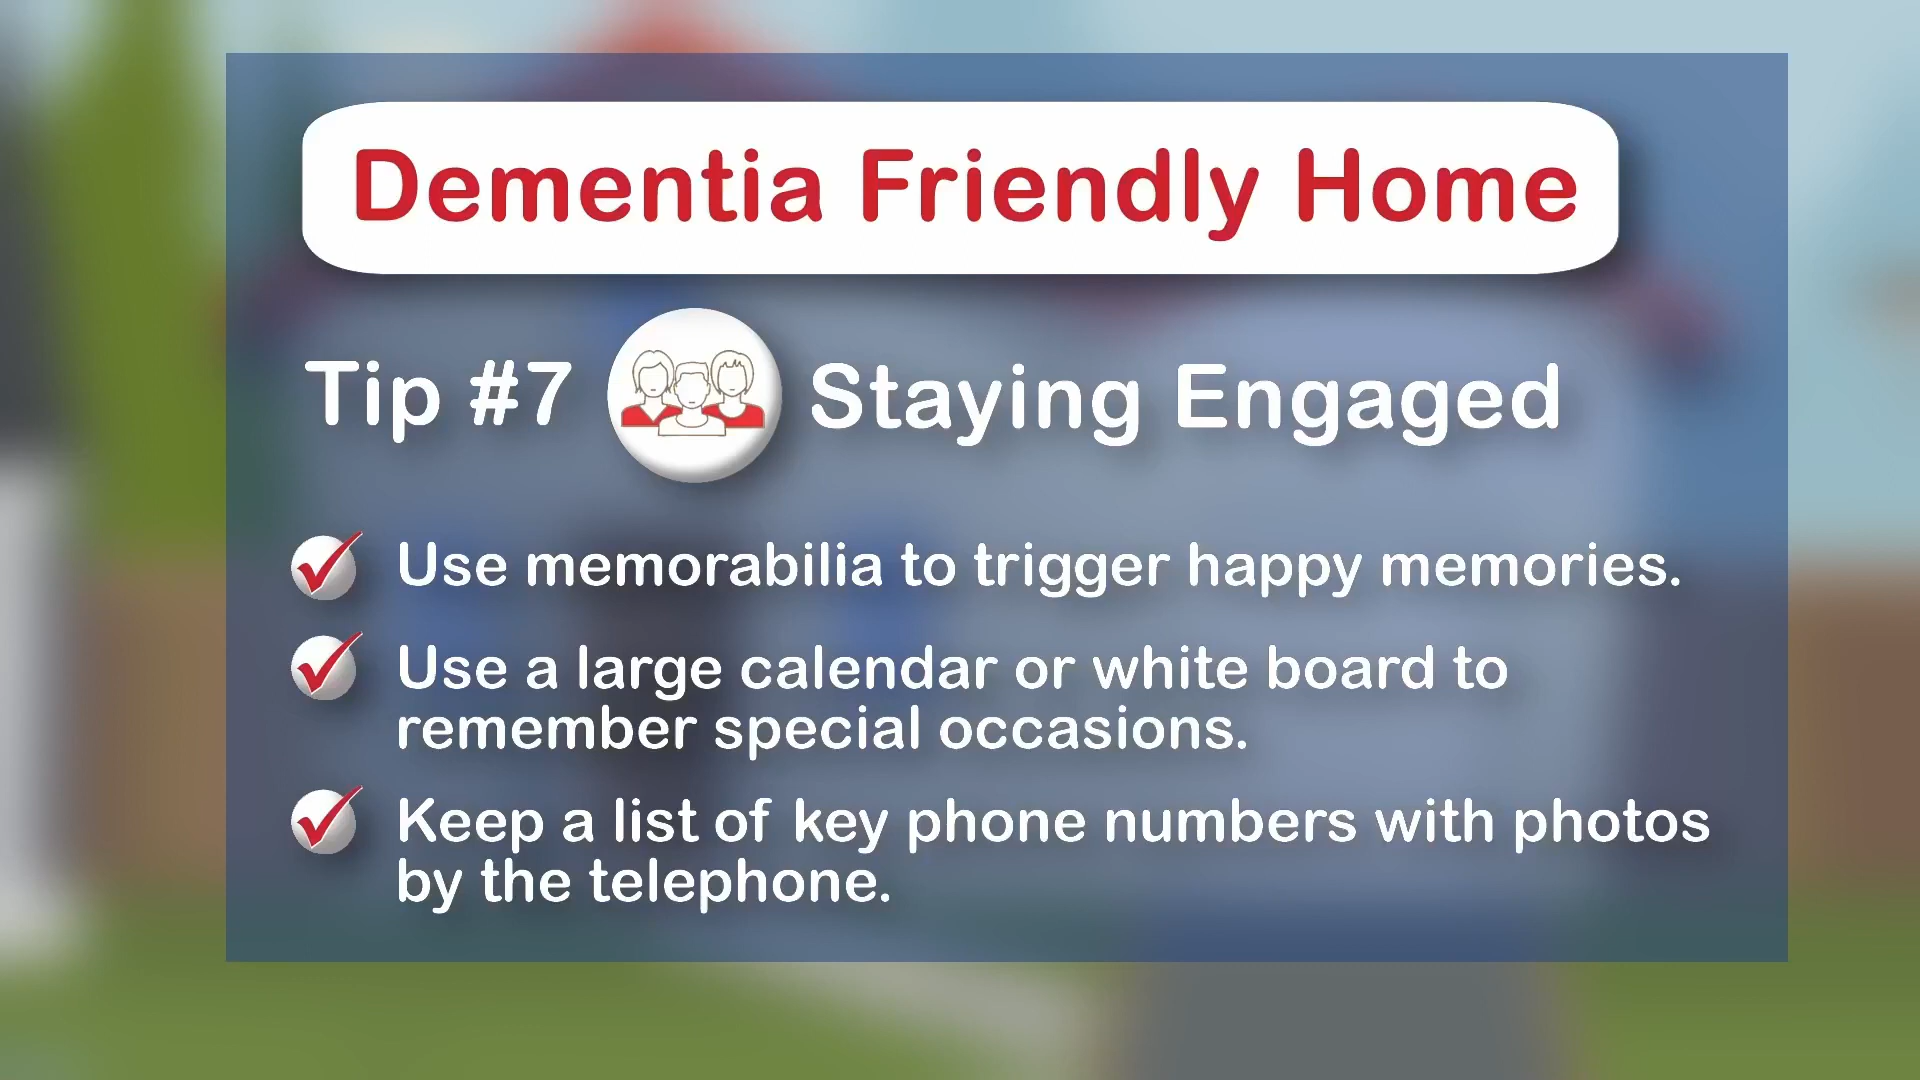 Dementia Friendly Home
Tip #7 Staying Engaged
Use memorabilia to trigger happy memories.
Use a large calendar or white board to
remember special occasions.
Keep a list of key phone numbers with photos
by the telephone.